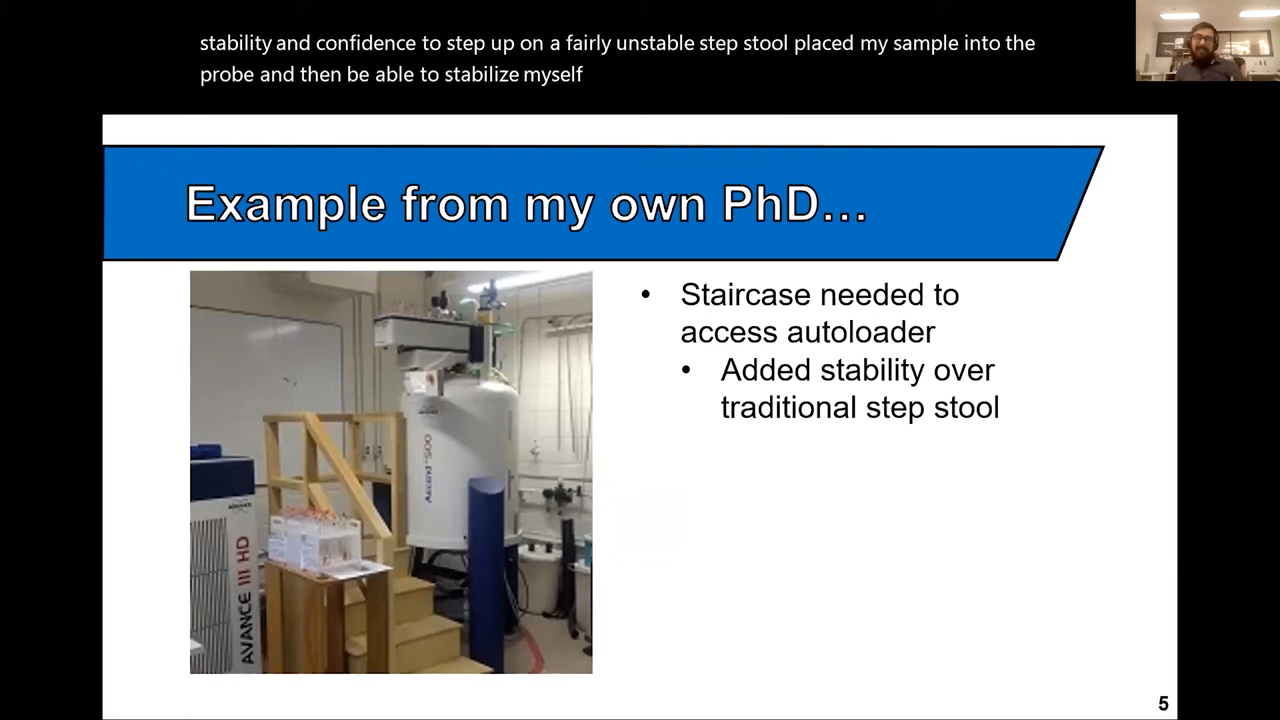 stability and confidence to step up on a fairly unstable step stool placed my sample into the
probe and then be able to stabilize myself
Example from my own PhD...
• Staircase needed to
access autoloader
• Added stability over
traditional step stool
Ascend 500
AVANCE III HD
5